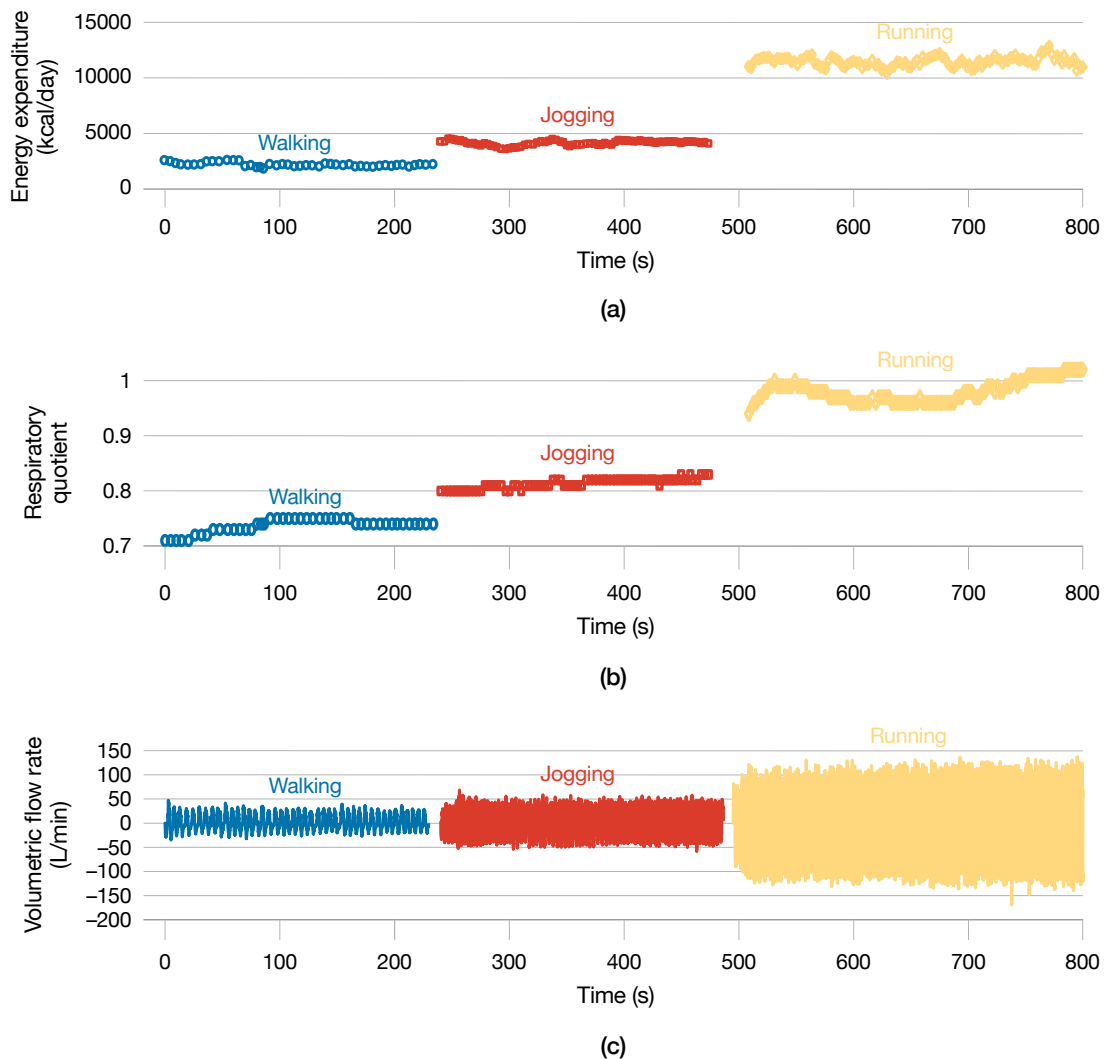 Energy expenditure
(kcal/day)
15000
10000
5000
0
Walking
Jogging
Running
0 100 200 300 400 500 600 700 800
Time (s)
(a)
Respiratory
quotient
1
0.9
0.8
0.7
Walking
Jogging
Running
0 100 200 300 400 500 600 700 800
Time (s)
(b)
Volumetric flow rate
(L/min)
150
100
50
0
−50
−100
−150
−200
Walking
Jogging
Running
0 100 200 300 400 500 600 700 800
Time (s)
(c)